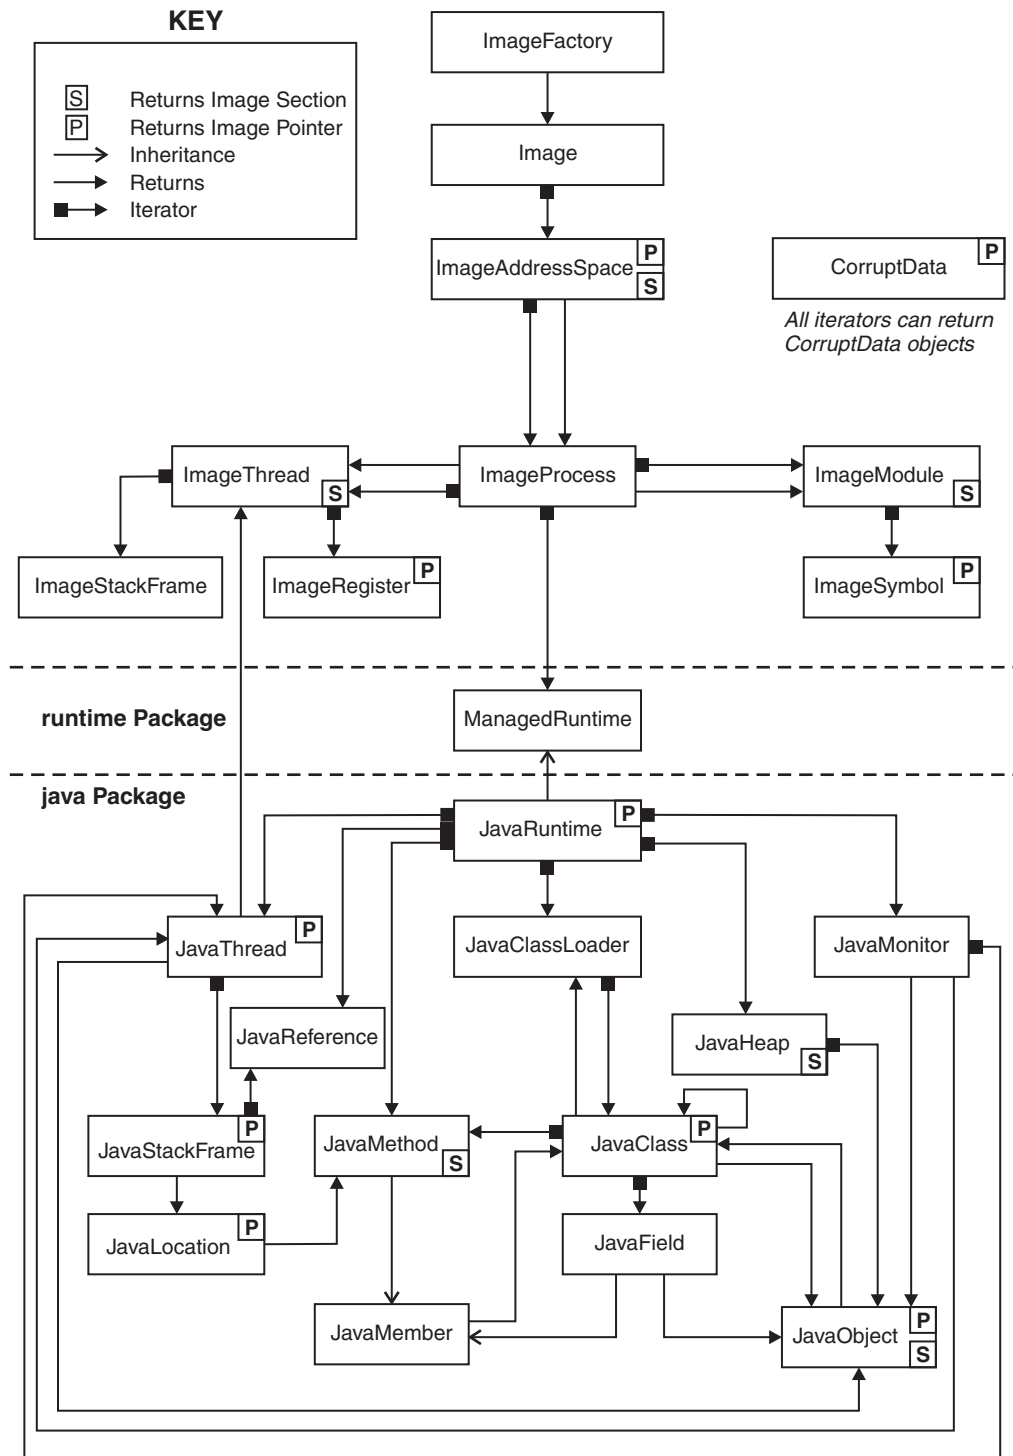 KEY
S Returns Image Section
P Returns Image Pointer
Inheritance
Returns
Iterator
ImageFactory
Image
ImageAddressSpace
P
S
CorruptData
P
All iterators can return
CorruptData objects
ImageThread
S
ImageProcess
ImageModule
S
ImageStackFrame
ImageRegister
P
ImageSymbol
P
runtime Package
ManagedRuntime
java Package
JavaRuntime
P
JavaThread
P
JavaClassLoader
JavaMonitor
JavaReference
JavaHeap
S
JavaStackFrame
P
JavaMethod
S
JavaClass
P
JavaLocation
P
JavaField
JavaMember
JavaObject
P
S